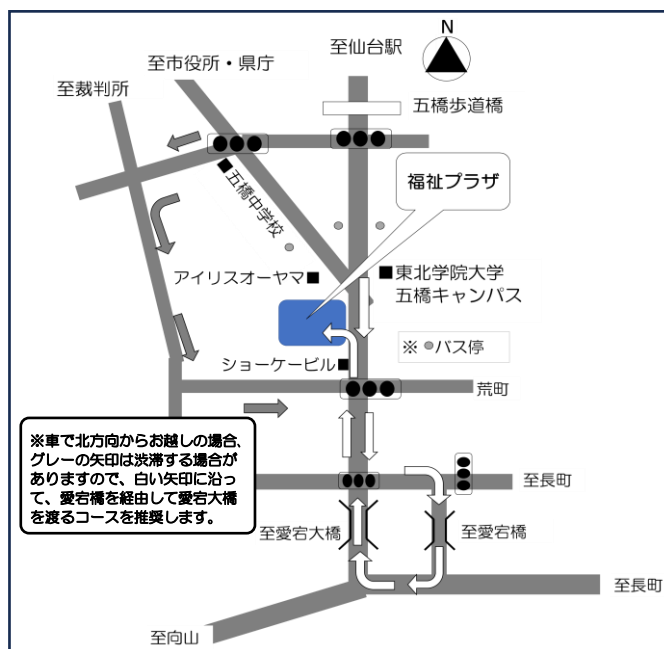 至仙台駅
N
至市役所・県庁
至裁判所
五橋歩道橋
福祉プラザ
■五橋中学校
アイリスオーヤマ■
■東北学院大学
五橋キャンパス
※ ●バス停
ショーケービル■
荒町
※車で北方向からお越しの場合、
グレーの矢印は渋滞する場合が
ありますので、白い矢印に沿っ
て、愛宕橋を経由して愛宕大橋
を渡るコースを推奨します。
至長町
至愛宕大橋
至愛宕橋
至長町
至向山